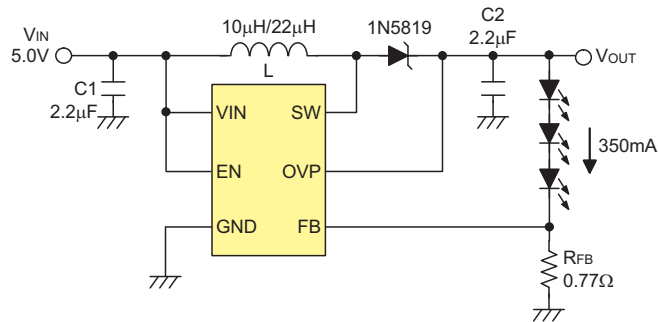 VIN
5.0V
10μH/22μH
L
1N5819
C2
2.2μF
VOUT
C1
2.2μF
VIN
SW
EN
OVP
GND
FB
350mA
RFB
0.77Ω